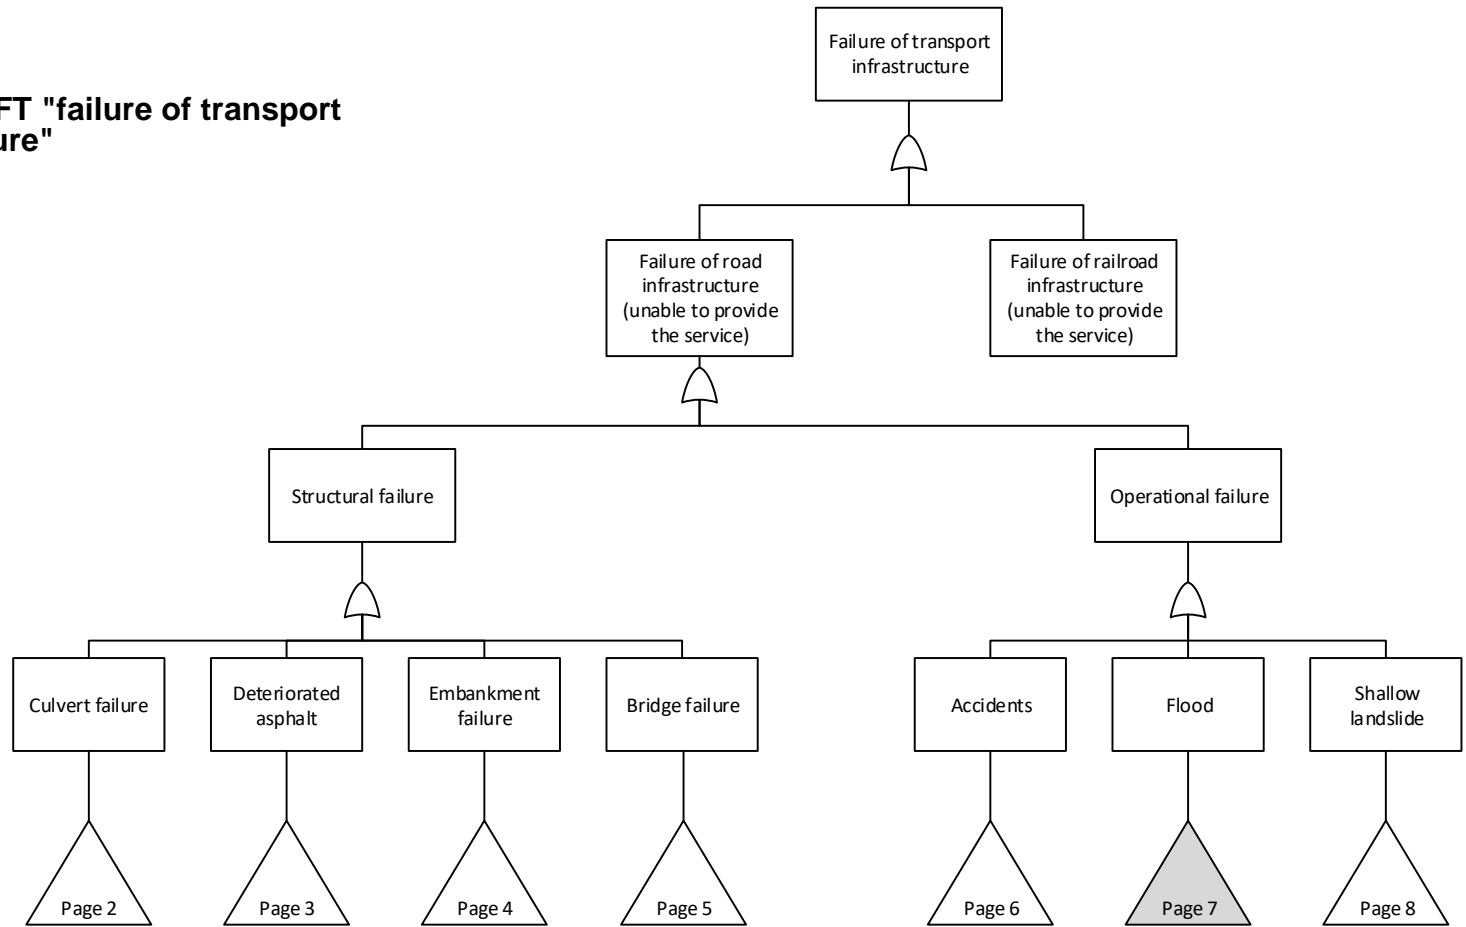 Failure of transport
infrastructure
FT "failure of transport
ure"
Failure of road
infrastructure
(unable to provide
the service)
Failure of railroad
infrastructure
(unable to provide
the service)
Structural failure
Operational failure
Culvert failure
Deteriorated
asphalt
Embankment
failure
Bridge failure
Accidents
Flood
Shallow
landslide
Page 2
Page 3
Page 4
Page 5
Page 6
Page 7
Page 8